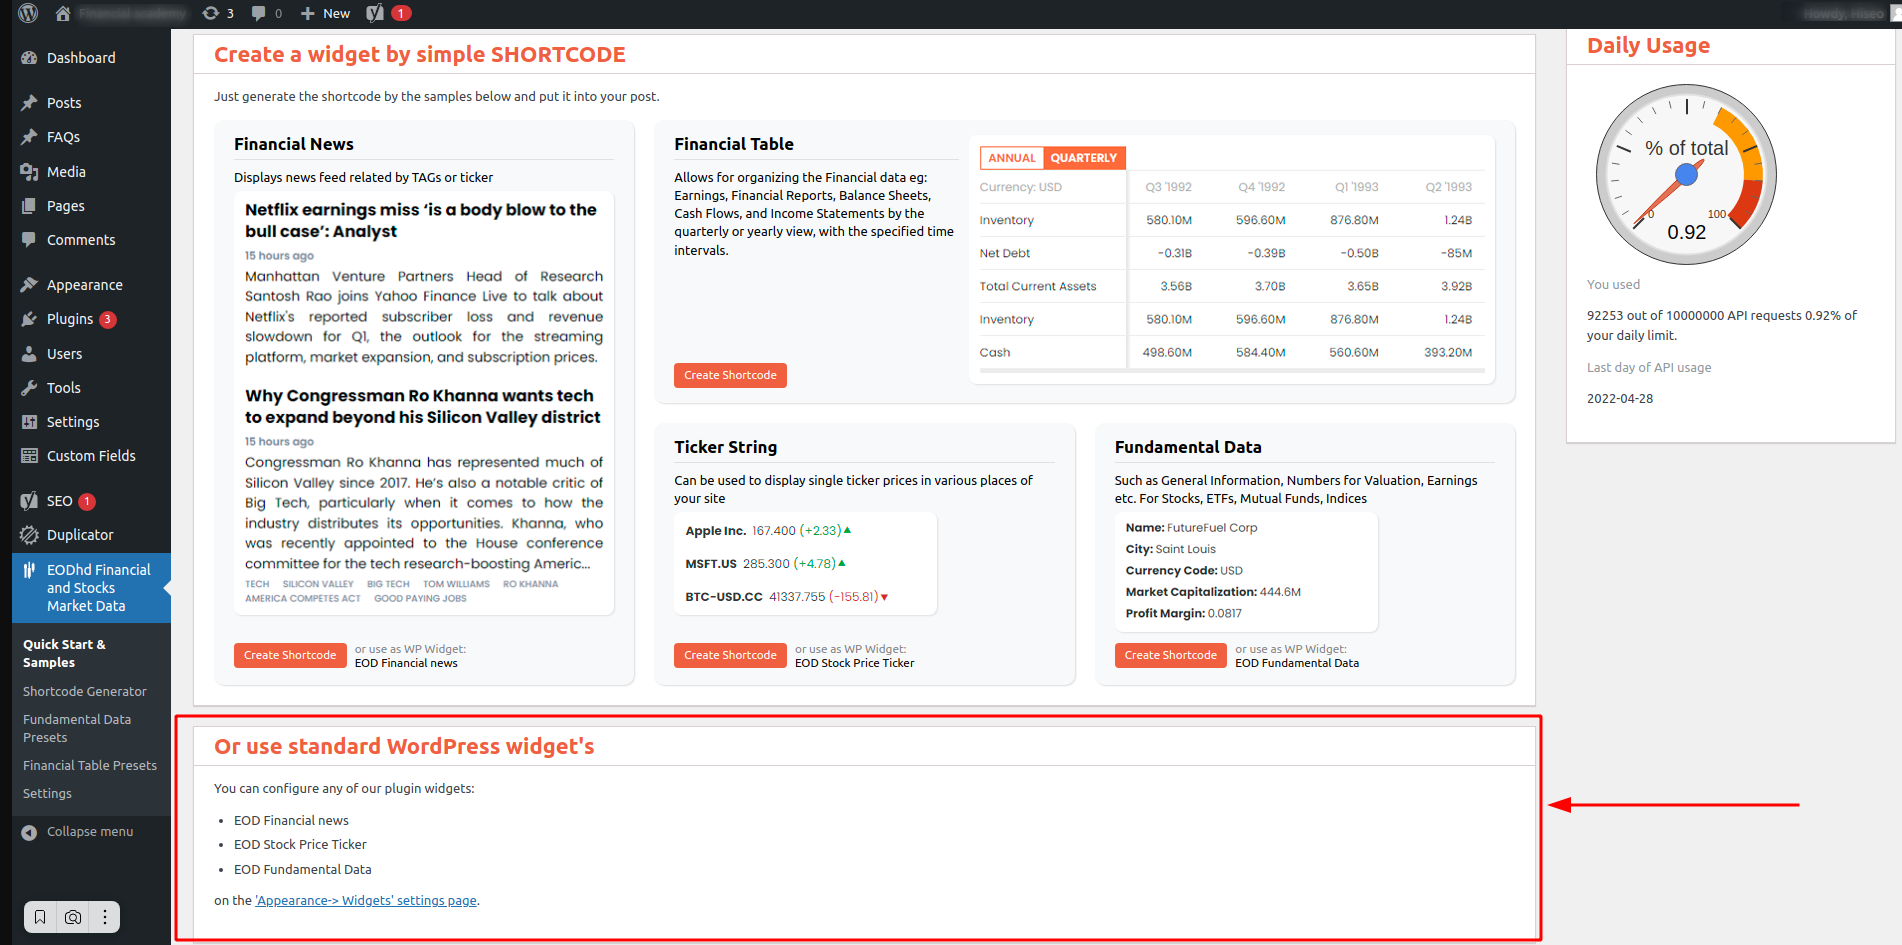 3
0
New
1
Dashboard
Posts
FAQs
Media
Pages
Comments
Appearance
Plugins 3
Users
Tools
Settings
Custom Fields
SEO 1
Duplicator
EODhd Financial
and Stocks
Market Data
Quick Start &
Samples
Shortcode Generator
Fundamental Data
Presets
Financial Table Presets
Settings
Collapse menu
Create a widget by simple SHORTCODE
Just generate the shortcode by the samples below and put it into your post.
Financial News
Displays news feed related by TAGs or ticker
Netflix earnings miss ‘is a body blow to the
bull case’: Analyst
15 hours ago
Manhattan Venture Partners Head of Research
Santosh Rao joins Yahoo Finance Live to talk about
Netflix's reported subscriber loss and revenue
slowdown for Q1, the outlook for the streaming
platform, market expansion, and subscription prices.
Why Congressman Ro Khanna wants tech
to expand beyond his Silicon Valley district
15 hours ago
Congressman Ro Khanna has represented much of
Silicon Valley since 2017. He's also a notable critic of
Big Tech, particularly when it comes to how the
industry distributes its opportunities. Khanna, who
was recently appointed to the House conference
committee for the tech research-boosting Americ...
TECH SILICON VALLEY BIG TECH TOM WILLIAMS RO KHANNA
AMERICA COMPETES ACT GOOD PAYING JOBS
Create Shortcode
or use as WP Widget:
EOD Financial news
Financial Table
Allows for organizing the Financial data eg:
Earnings, Financial Reports, Balance Sheets,
Cash Flows, and Income Statements by the
quarterly or yearly view, with the specified time
intervals.
Create Shortcode
ANNUAL QUARTERLY
Currency: USD Q3 '1992 Q4 '1992 Q1 '1993 Q2 '1993
Inventory 580.10M 596.60M 876.80M 1.24B
Net Debt -0.31B -0.39B -0.50B -85M
Total Current Assets 3.56B 3.70B 3.65B 3.92B
Inventory 580.10M 596.60M 876.80M 1.24B
Cash 498.60M 584.40M 560.60M 393.20M
Ticker String
Can be used to display single ticker prices in various places of
your site
Apple Inc. 167.400 (+2.33)▲
MSFT.US 285.300 (+4.78)▲
BTC-USD.CC 41337.755 (-155.81)▼
Create Shortcode
or use as WP Widget:
EOD Stock Price Ticker
Fundamental Data
Such as General Information, Numbers for Valuation, Earnings
etc. For Stocks, ETFs, Mutual Funds, Indices
Name: FutureFuel Corp
City: Saint Louis
Currency Code: USD
Market Capitalization: 444.6M
Profit Margin: 0.0817
Create Shortcode
or use as WP Widget:
EOD Fundamental Data
Or use standard WordPress widget's
You can configure any of our plugin widgets:
• EOD Financial news
• EOD Stock Price Ticker
• EOD Fundamental Data
on the 'Appearance-> Widgets' settings page.
Daily Usage
% of total
0 100
0.92
You used
92253 out of 10000000 API requests 0.92% of
your daily limit.
Last day of API usage
2022-04-28